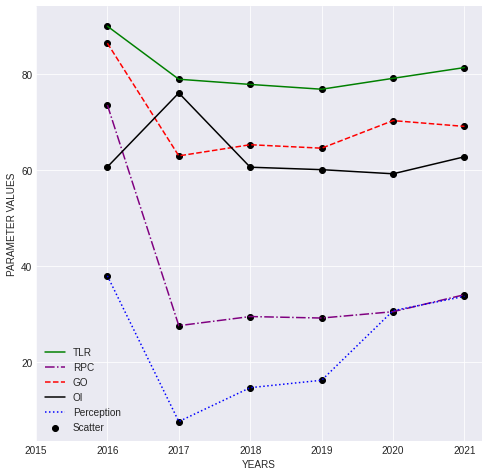 80
60
40
20
PARAMETER VALUES
TLR
RPC
GO
OI
Perception
Scatter
2015 2016 2017 2018 2019 2020 2021
YEARS